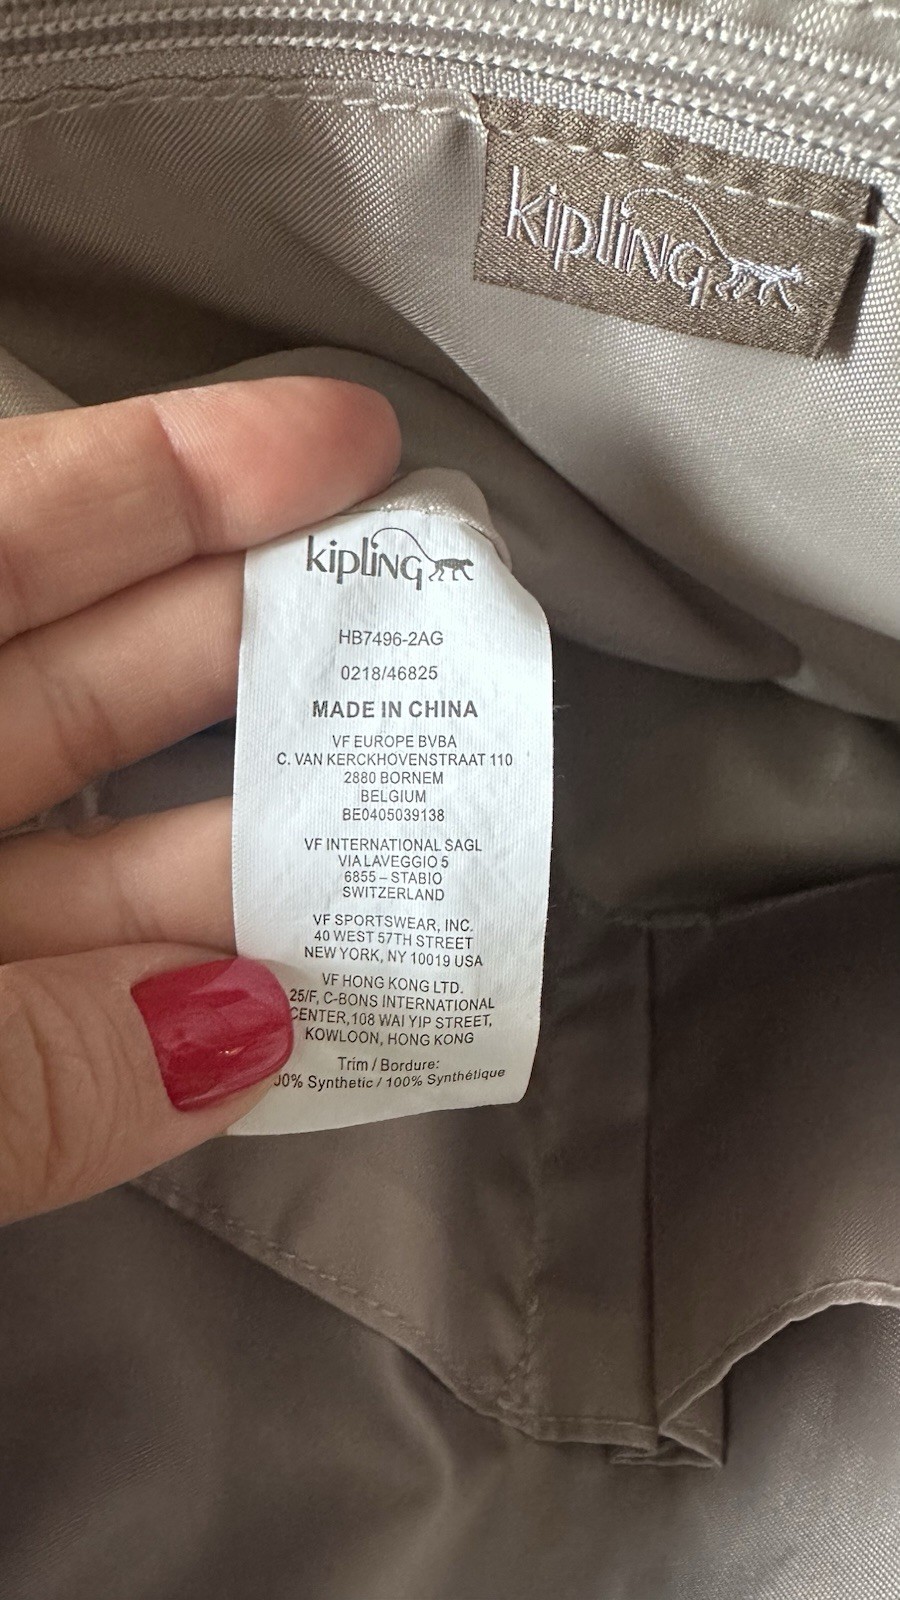 kipling
kipling
HB7496-2AG
0218/46825
MADE IN CHINA
VF EUROPE BVBA
C. VAN KERCKHOVENSTRAAT 110
2880 BORNEM
BELGIUM
BE0405039138
VF INTERNATIONAL SAGL
VIA LAVEGGIO 5
6855 – STABIO
SWITZERLAND
VF SPORTSWEAR, INC.
40 WEST 57TH STREET
NEW YORK, NY 10019 USA
VF HONG KONG LTD.
25/F, C-BONS INTERNATIONAL
CENTER,108 WAI YIP STREET,
KOWLOON, HONG KONG
Trim / Bordure:
00% Synthetic / 100% Synthétique